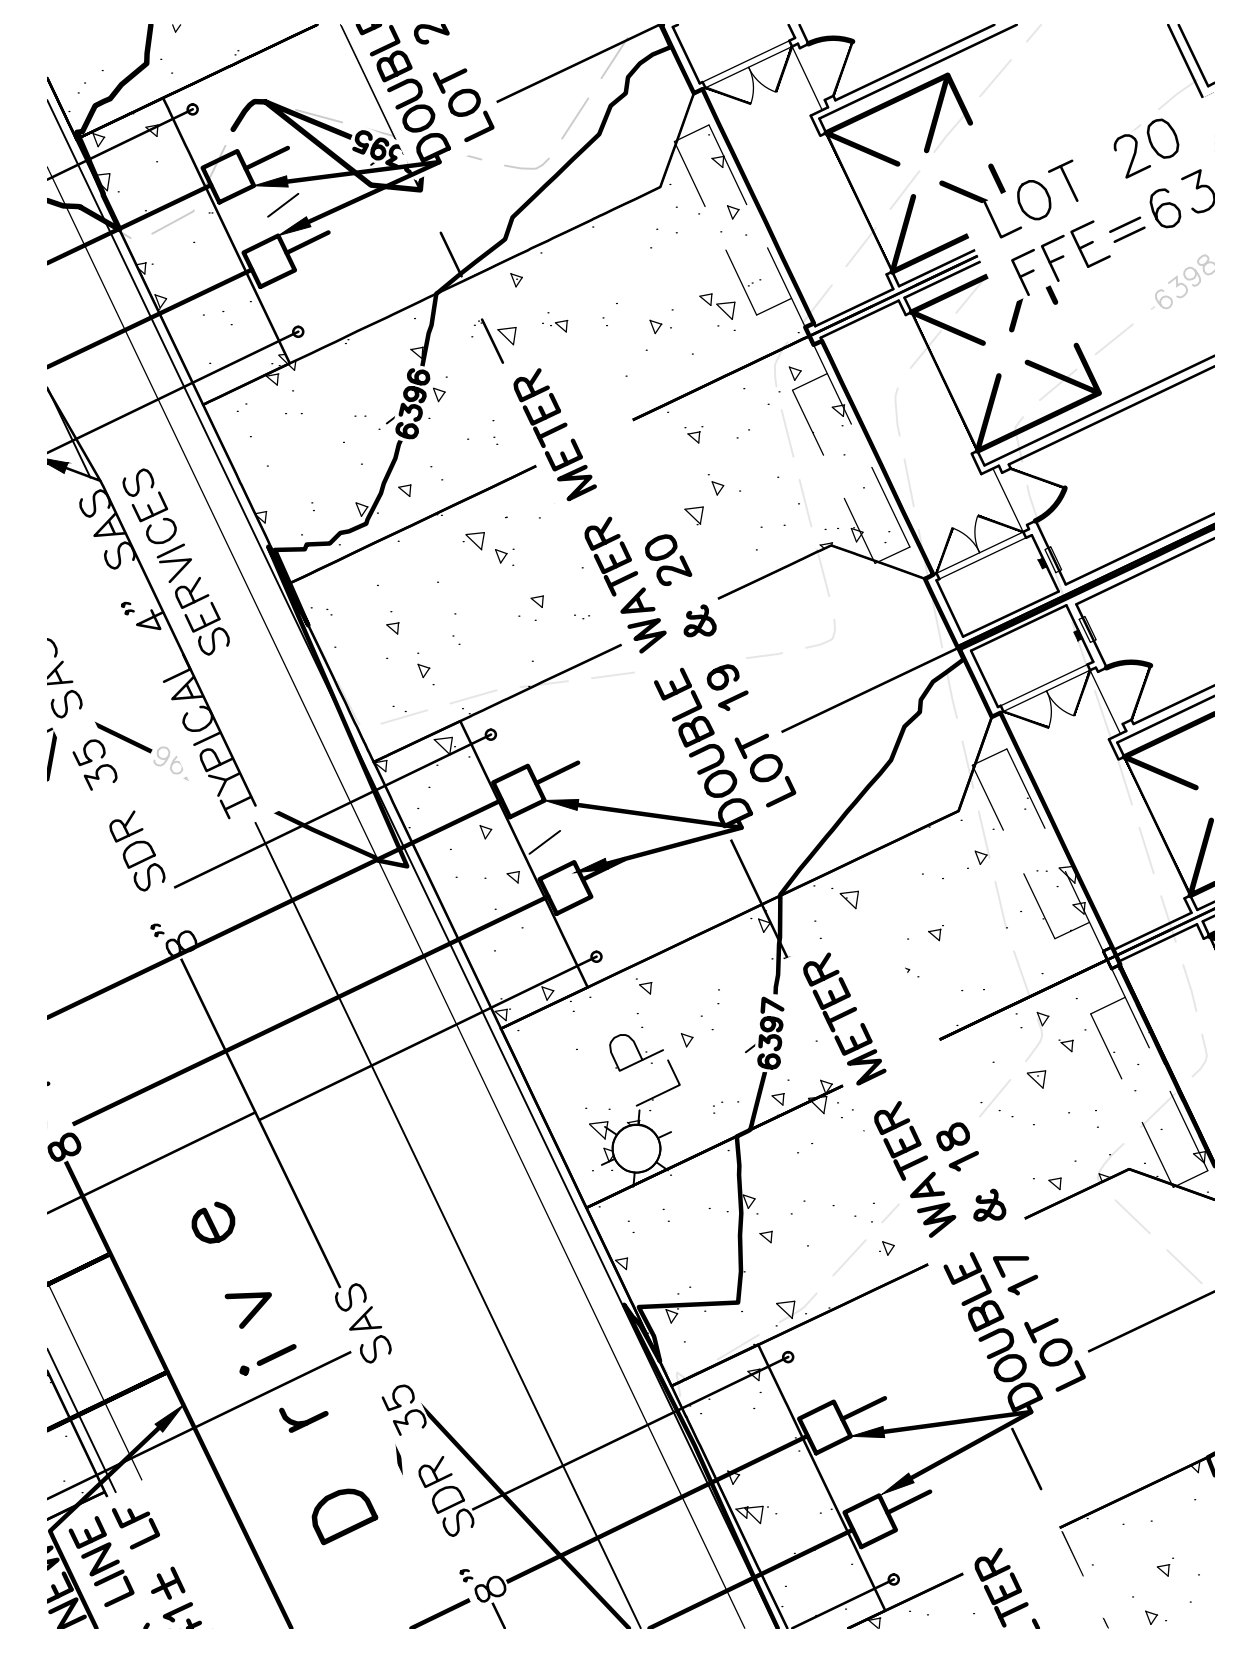 DOUBLE
LOT 2
395
LOT 20
FFE=63
6398
6396
DOUBLE WATER METER
LOT 19 & 20
TYPICAL 4" SAS
SERVICES
8" SDR 35 SAS
96
6397
LP
DOUBLE WATER METER
LOT 17 & 18
8
Drive
8" SDR 35 SAS
LINE
1± LF
TER